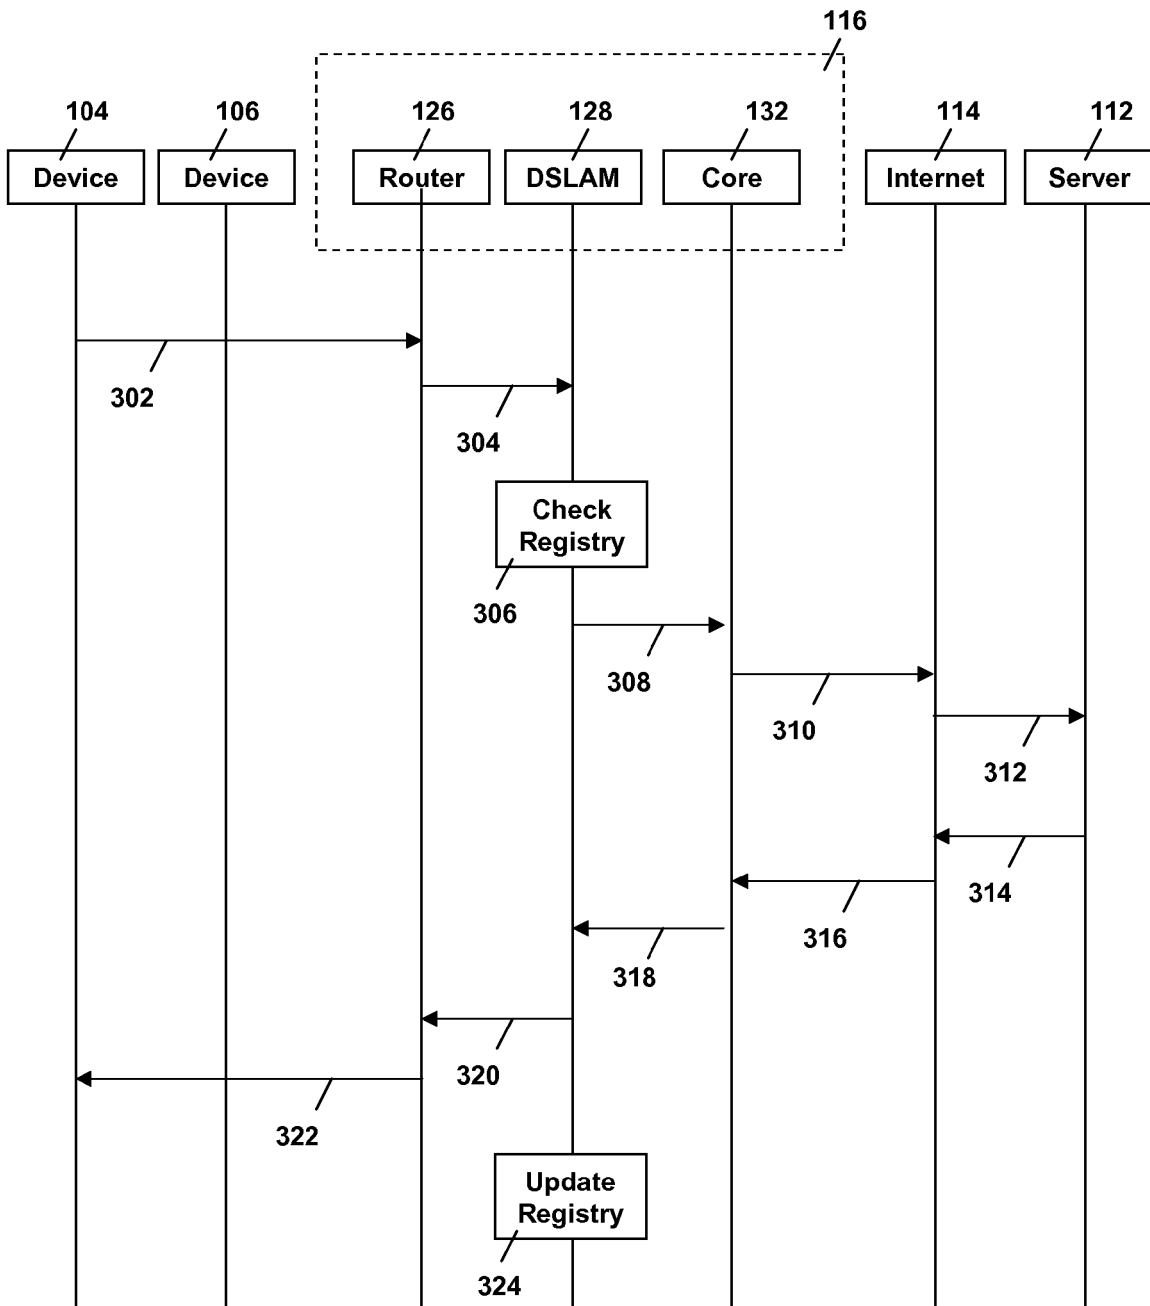 116
104 106 126 128 132 114 112
Device Device Router DSLAM Core Internet Server
302
304
Check
Registry
306
308
310
312
314
316
318
320
322
Update
Registry
324